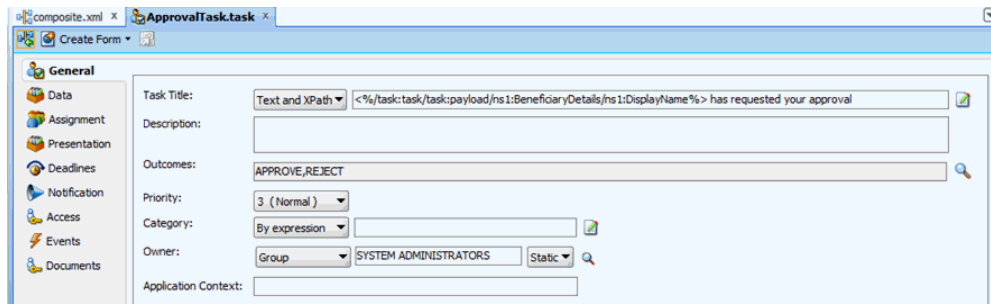 composite.xml x ApprovalTask.task x
Create Form
General
Data
Assignment
Presentation
Deadlines
Notification
Access
Events
Documents
Task Title: Text and XPath <%/task:task/task:payload/ns1:BeneficiaryDetails/ns1:DisplayName%> has requested your approval
Description:
Outcomes: APPROVE,REJECT
Priority: 3 (Normal)
Category: By expression
Owner: Group SYSTEM ADMINISTRATORS Static
Application Context: